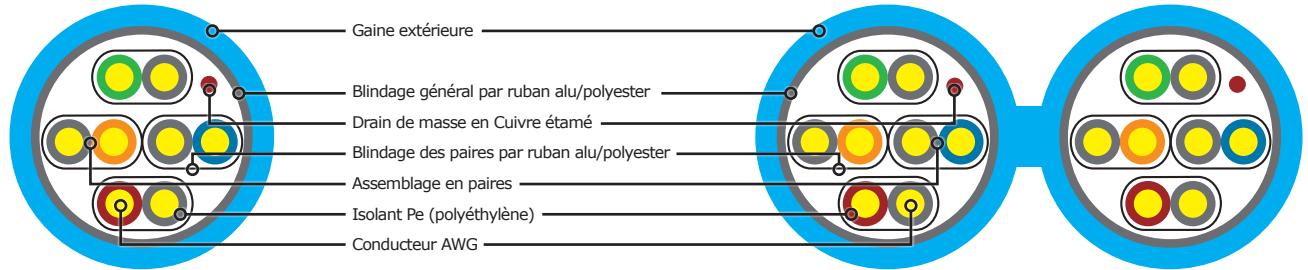 Gaine extérieure
Blindage général par ruban alu/polyester
Drain de masse en Cuivre étamé
Blindage des paires par ruban alu/polyester
Assemblage en paires
Isolant Pe (polyéthylène)
Conducteur AWG